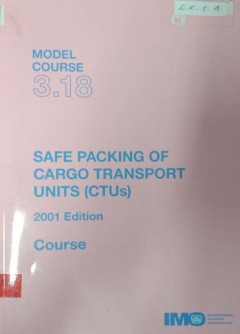 MODEL
COURSE
3.18
SAFE PACKING OF
CARGO TRANSPORT
UNITS (CTUs)
2001 Edition
Course
IMO